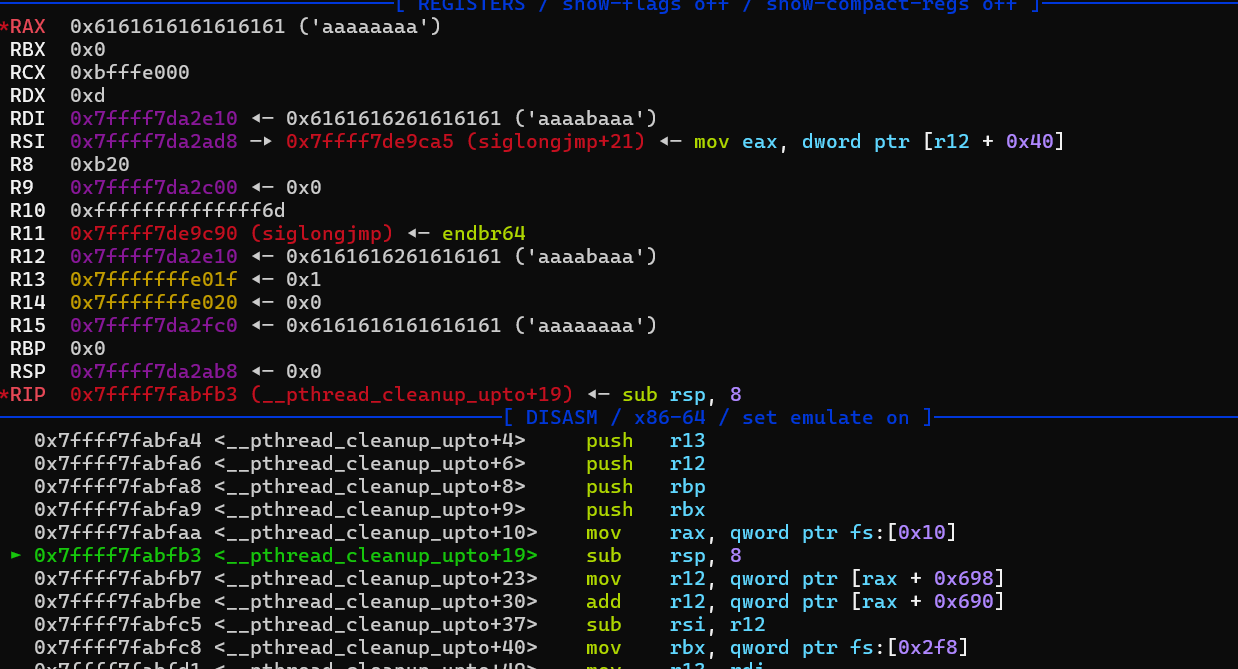 [ REGISTERS / show-flags off / show-compact-regs off ]
*RAX  0x6161616161616161 ('aaaaaaaa')
 RBX  0x0
 RCX  0xbfffe000
 RDX  0xd
 RDI  0x7ffff7da2e10 ◂— 0x6161616261616161 ('aaaabaaa')
 RSI  0x7ffff7da2ad8 —▸ 0x7ffff7de9ca5 (siglongjmp+21) ◂— mov eax, dword ptr [r12 + 0x40]
 R8   0xb20
 R9   0x7ffff7da2c00 ◂— 0x0
 R10  0xffffffffffffff6d
 R11  0x7ffff7de9c90 (siglongjmp) ◂— endbr64
 R12  0x7ffff7da2e10 ◂— 0x6161616261616161 ('aaaabaaa')
 R13  0x7fffffffe01f ◂— 0x1
 R14  0x7fffffffe020 ◂— 0x0
 R15  0x7ffff7da2fc0 ◂— 0x6161616161616161 ('aaaaaaaa')
 RBP  0x0
 RSP  0x7ffff7da2ab8 ◂— 0x0
*RIP  0x7ffff7fabfb3 (__pthread_cleanup_upto+19) ◂— sub rsp, 8
[ DISASM / x86-64 / set emulate on ]
   0x7ffff7fabfa4 <__pthread_cleanup_upto+4>     push   r13
   0x7ffff7fabfa6 <__pthread_cleanup_upto+6>     push   r12
   0x7ffff7fabfa8 <__pthread_cleanup_upto+8>     push   rbp
   0x7ffff7fabfa9 <__pthread_cleanup_upto+9>     push   rbx
   0x7ffff7fabfaa <__pthread_cleanup_upto+10>    mov    rax, qword ptr fs:[0x10]
 ► 0x7ffff7fabfb3 <__pthread_cleanup_upto+19>    sub    rsp, 8
   0x7ffff7fabfb7 <__pthread_cleanup_upto+23>    mov    r12, qword ptr [rax + 0x698]
   0x7ffff7fabfbe <__pthread_cleanup_upto+30>    add    r12, qword ptr [rax + 0x690]
   0x7ffff7fabfc5 <__pthread_cleanup_upto+37>    sub    rsi, r12
   0x7ffff7fabfc8 <__pthread_cleanup_upto+40>    mov    rbx, qword ptr fs:[0x2f8]
   0x7ffff7fabfd1 <__pthread_cleanup_upto+49>    mov    r13, rdi